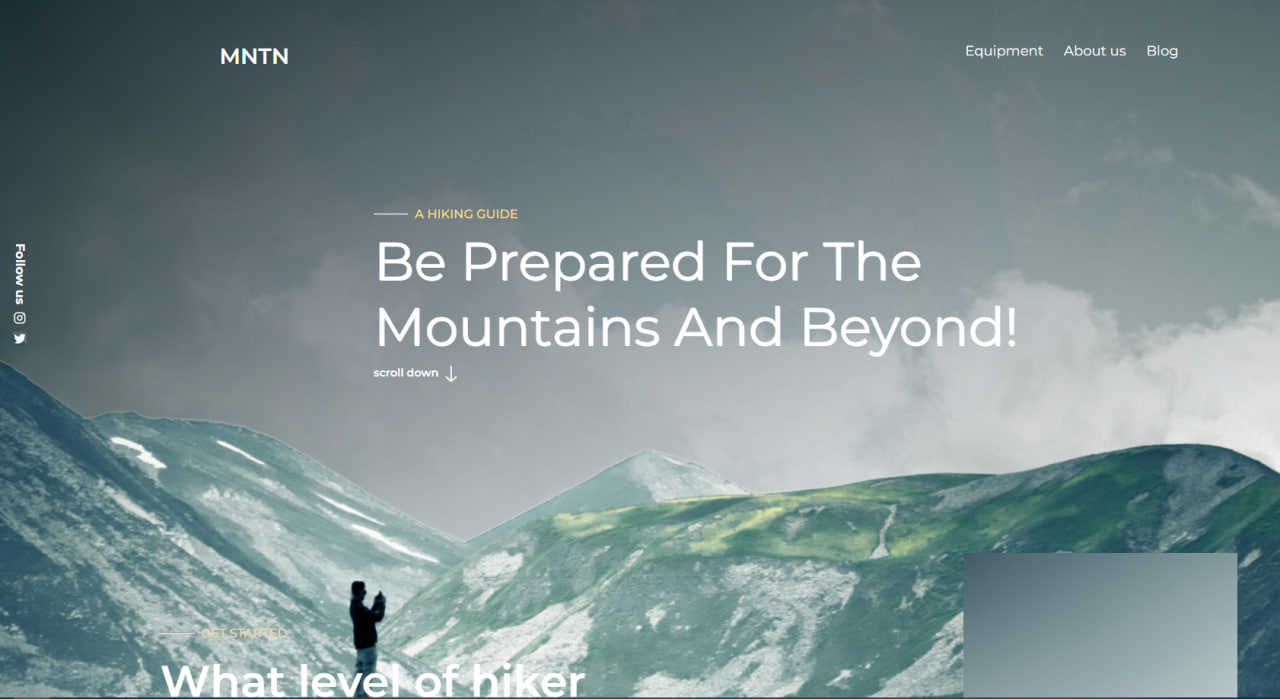 MNTN
Equipment About us Blog
Follow us
A HIKING GUIDE
Be Prepared For The
Mountains And Beyond!
scroll down
GET STARTED
What level of hiker